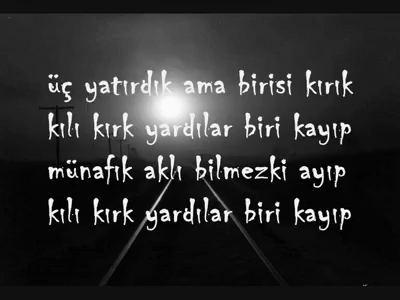 üç yatırdık ama birisi kırık
kılı kırk yardılar biri kayıp
münafık aklı bilmezki ayıp
kılı kırk yardılar biri kayıp